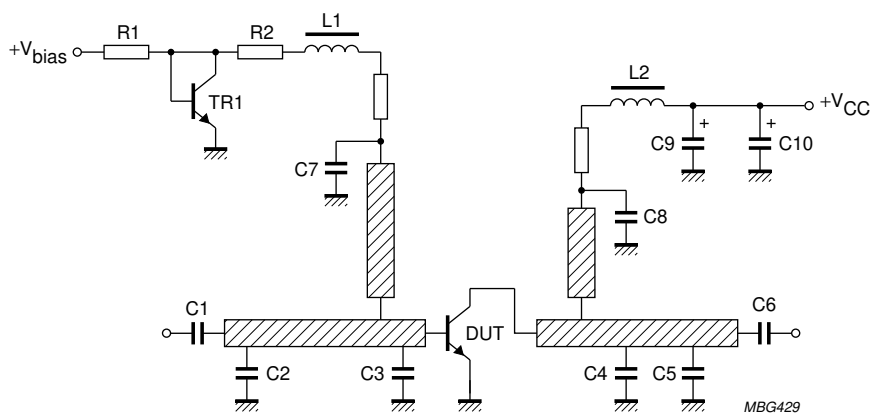 L1
R1
R2
+Vbias
TR1
L2
+VCC
C9
+
C10
+
C7
C8
C1
C6
DUT
C2
C3
C4
C5
MBG429